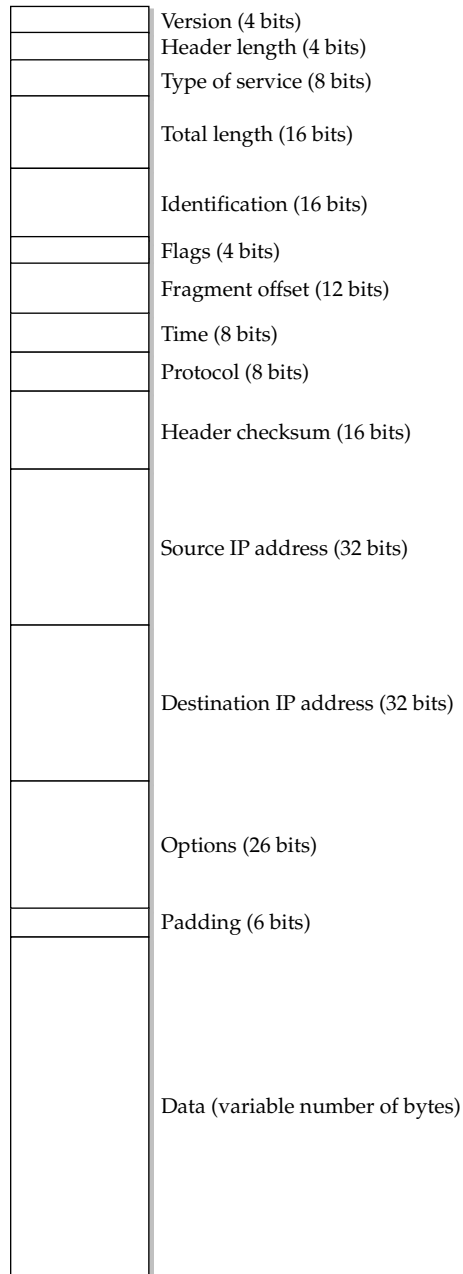 Version (4 bits)
Header length (4 bits)
Type of service (8 bits)
Total length (16 bits)
Identification (16 bits)
Flags (4 bits)
Fragment offset (12 bits)
Time (8 bits)
Protocol (8 bits)
Header checksum (16 bits)
Source IP address (32 bits)
Destination IP address (32 bits)
Options (26 bits)
Padding (6 bits)
Data (variable number of bytes)